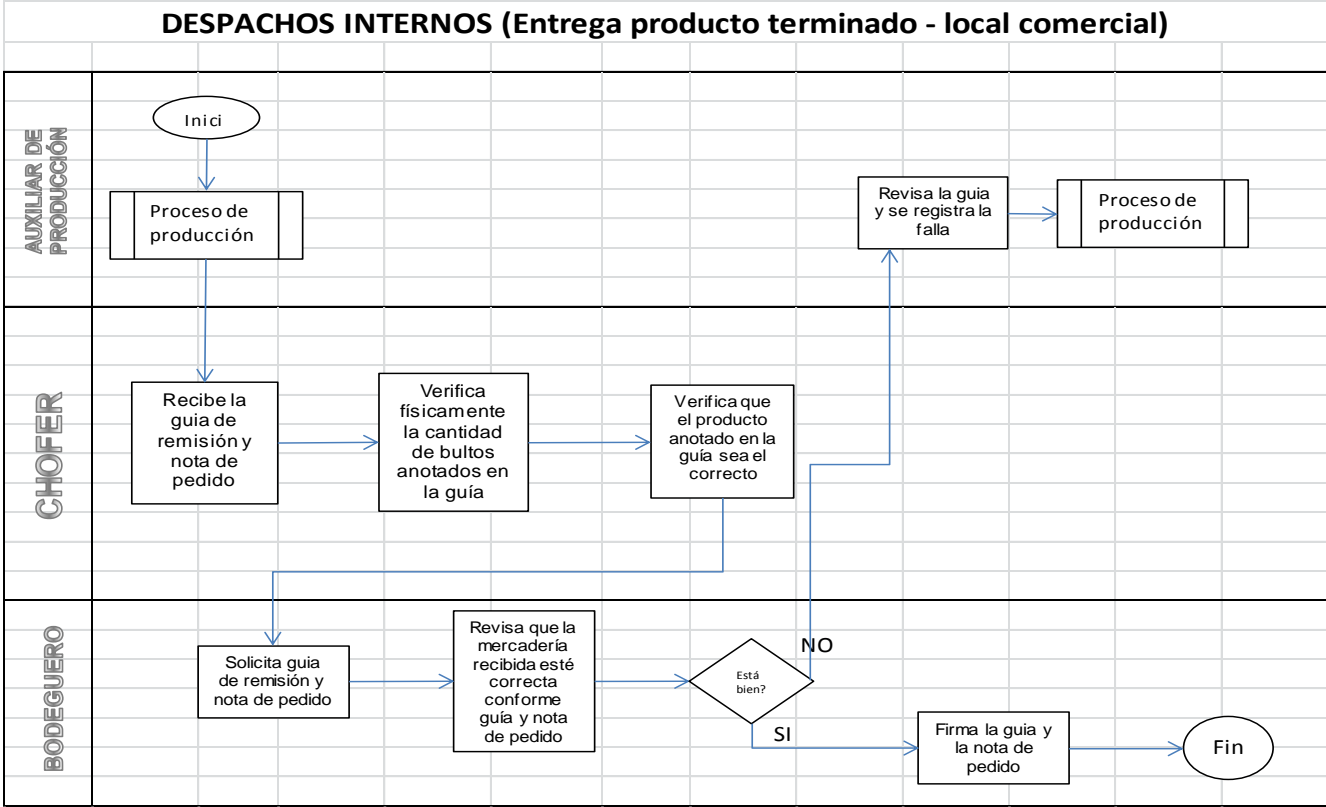 DESPACHOS INTERNOS (Entrega producto terminado - local comercial)
AUXILIAR DE
PRODUCCIÓN
Inici
Proceso de
producción
Revisa la guia
y se registra la
falla
Proceso de
producción
CHOFER
Recibe la
guia de
remisión y
nota de
pedido
Verifica
físicamente
la cantidad
de bultos
anotados en
la guía
Verifica que
el producto
anotado en la
guía sea el
correcto
BODEGUERO
Solicita guia
de remisión y
nota de pedido
Revisa que la
mercadería
recibida esté
correcta
conforme
guía y nota
de pedido
Está
bien?
NO
SI
Firma la guia y
la nota de
pedido
Fin